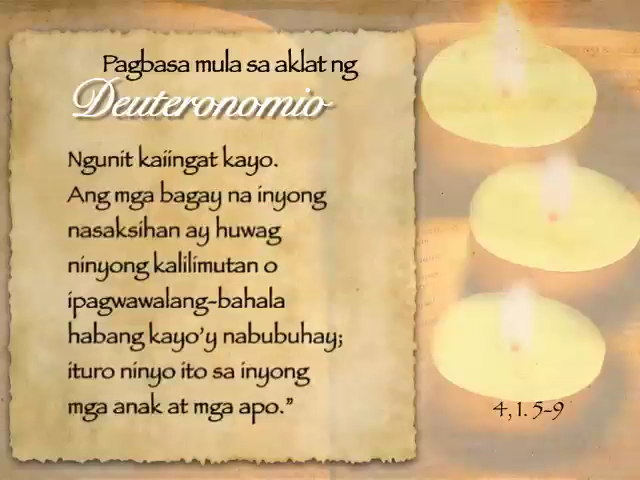 Pagbasa mula sa aklat ng
Deuteronomio
Ngunit kaiingat kayo.
Ang mga bagay na inyong
nasaksihan ay huwag
ninyong kalilimutan o
ipagwawalang-bahala
habang kayo’y nabubuhay;
ituro ninyo ito sa inyong
mga anak at mga apo.”
4, 1. 5-9